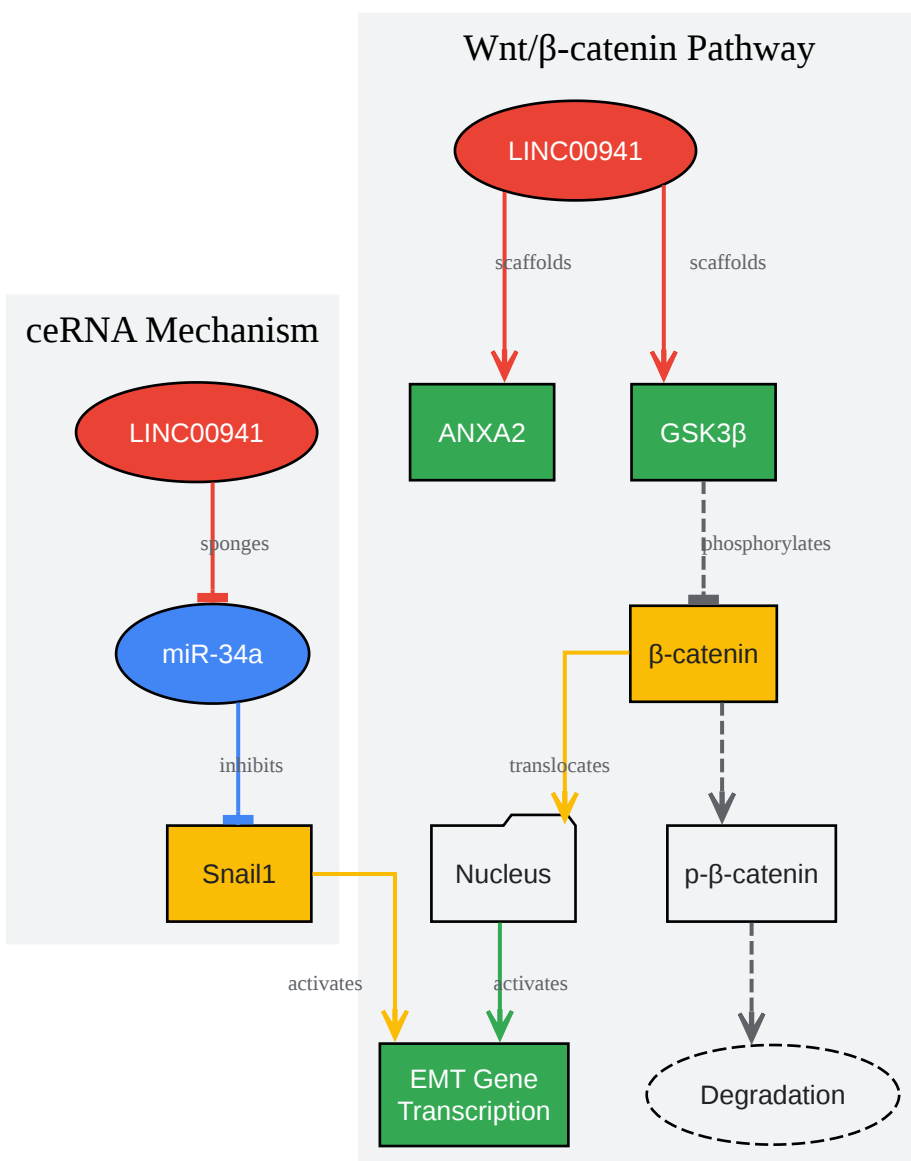 Wnt/β-catenin Pathway
LINC00941
scaffolds
scaffolds
ceRNA Mechanism
LINC00941
ANXA2
GSK3β
sponges
phosphorylates
miR-34a
β-catenin
inhibits
translocates
Snail1
Nucleus
p-β-catenin
activates
activates
EMT Gene
Transcription
Degradation